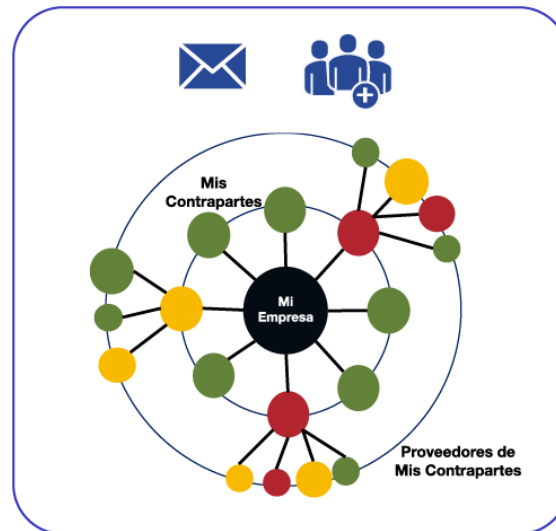 Mis
Contrapartes
Mi
Empresa
Proveedores de
Mis Contrapartes